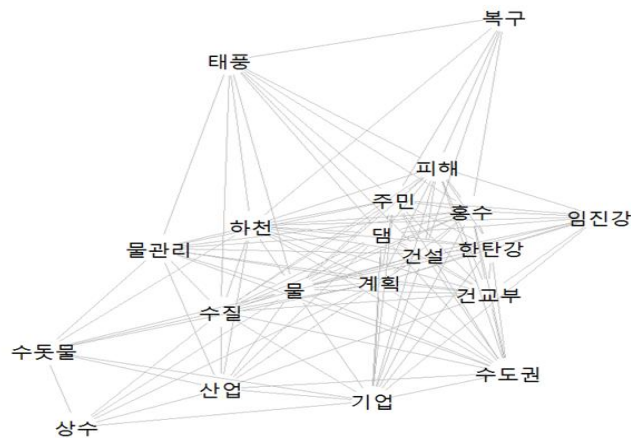 복구
태풍
피해
주민
홍수
임진강
하천
댐
물관리
건설
한탄강
물
계획
건교부
수질
수돗물
수도권
산업
기업
상수